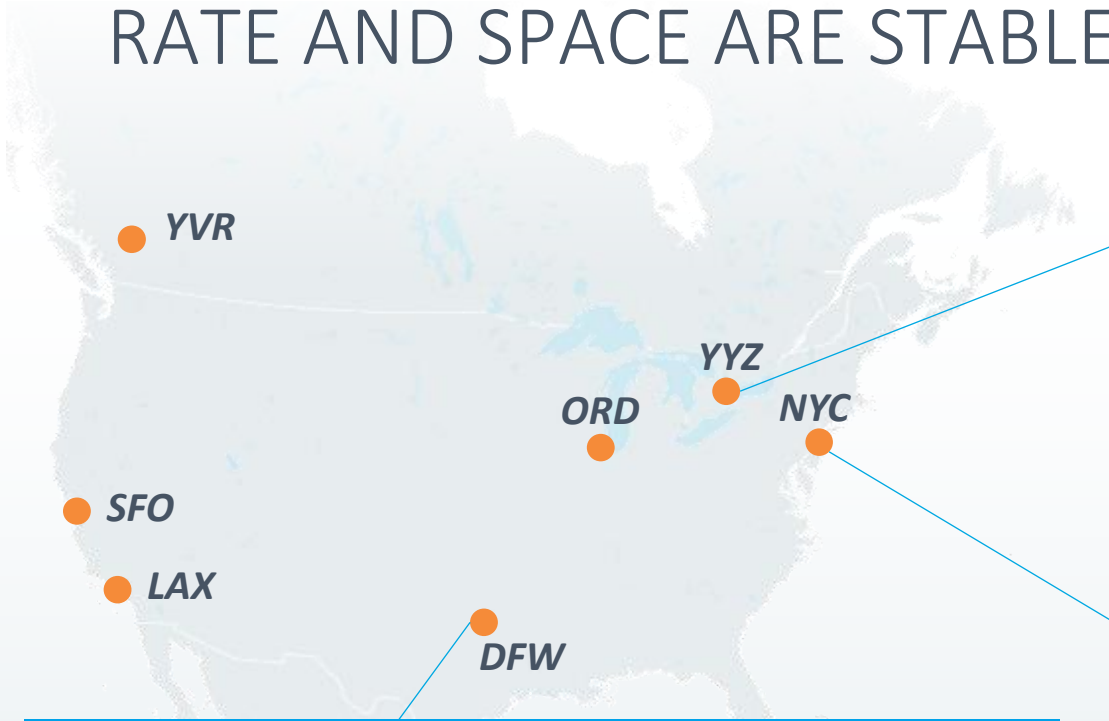 RATE AND SPACE ARE STABLE
YVR
YYZ
ORD
NYC
SFO
LAX
DFW